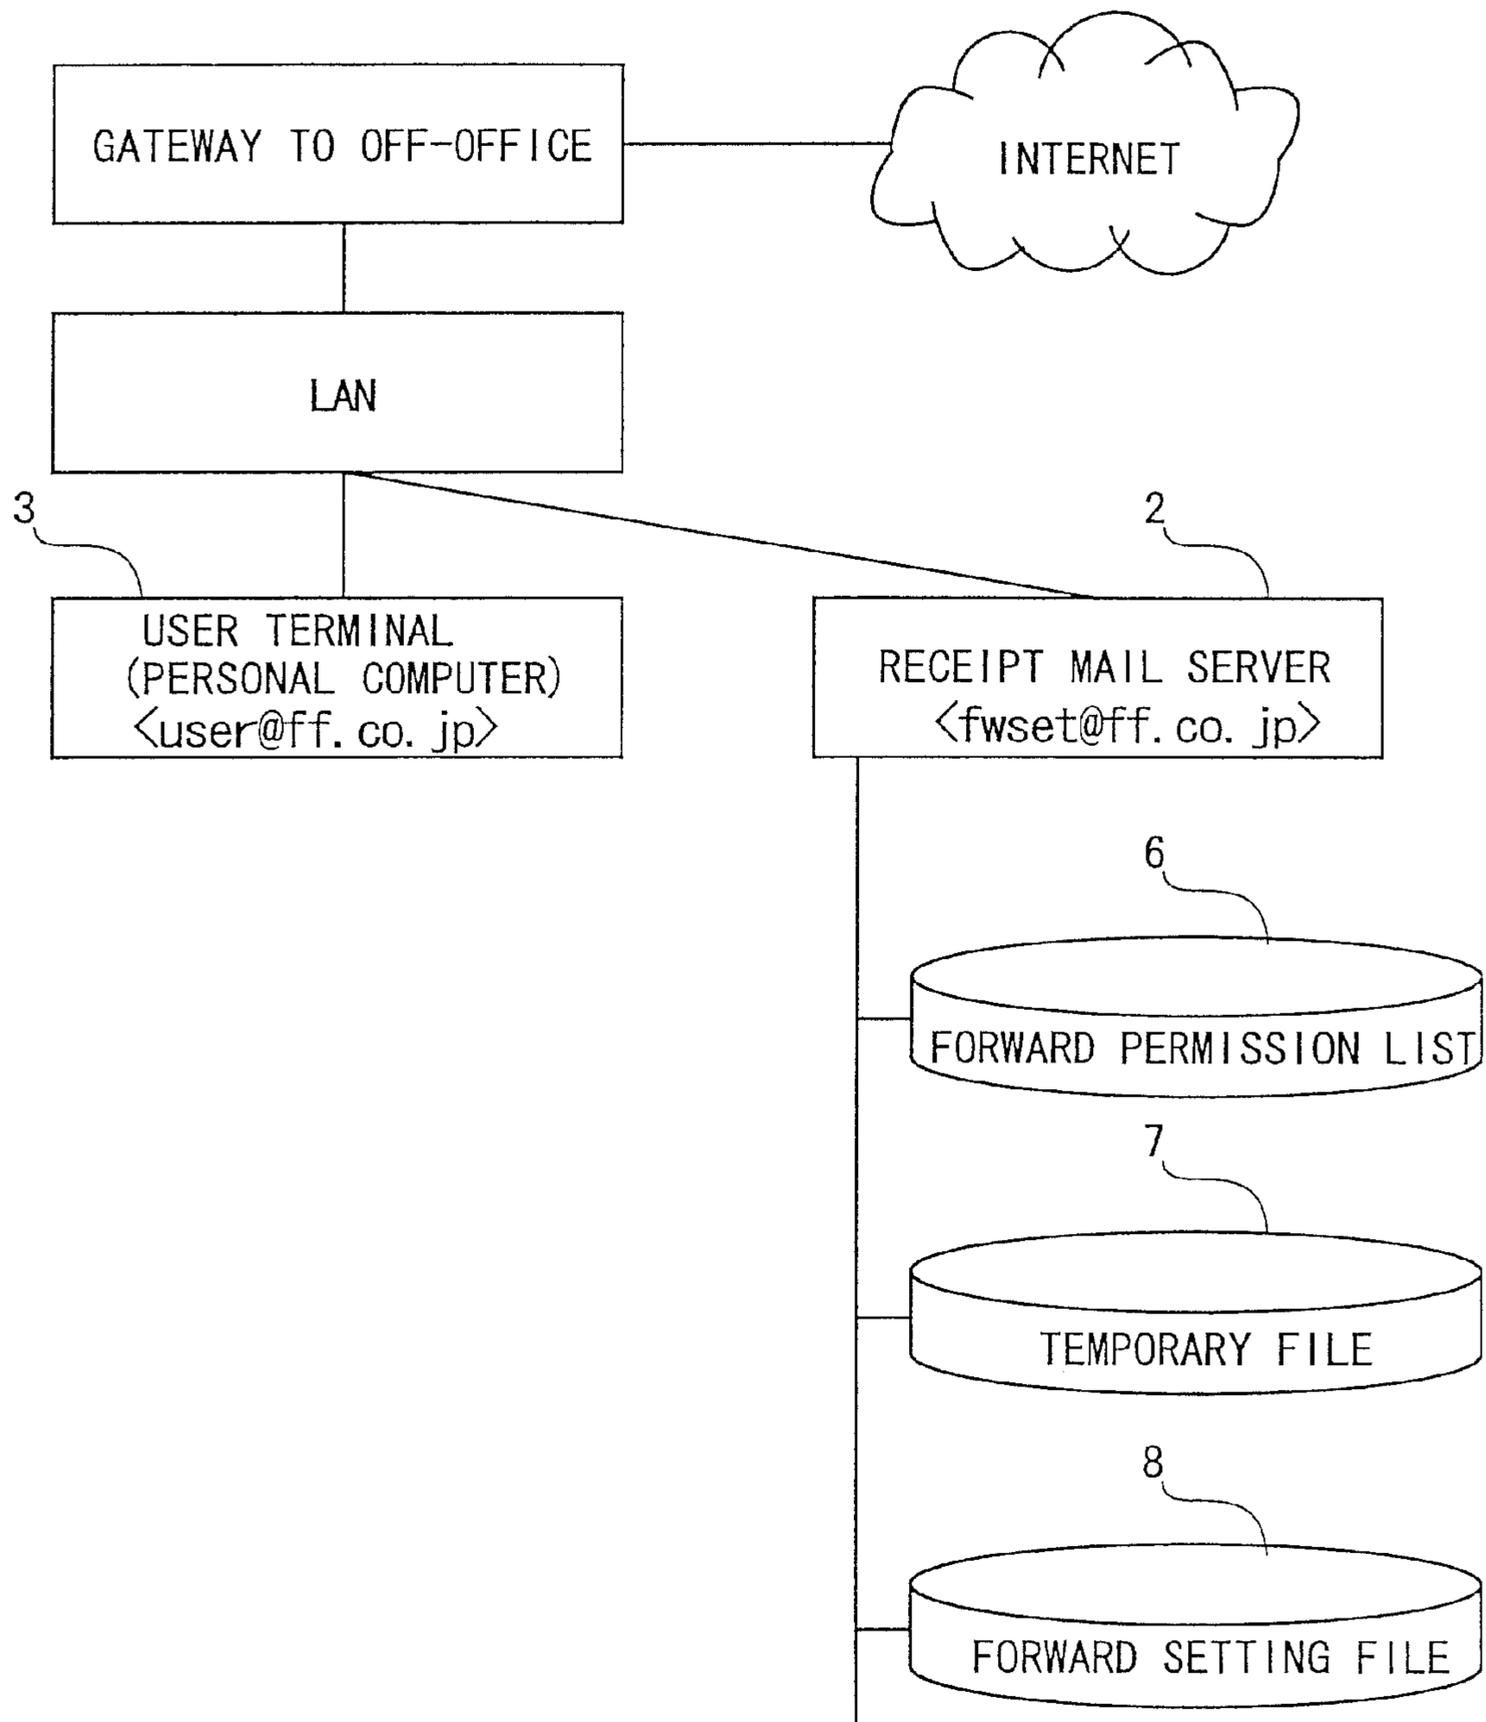 GATEWAY TO OFF-OFFICE
INTERNET
LAN
3
2
USER TERMINAL
(PERSONAL COMPUTER)
<user@ff.co.jp>
RECEIPT MAIL SERVER
<fwset@ff.co.jp>
6
FORWARD PERMISSION LIST
7
TEMPORARY FILE
8
FORWARD SETTING FILE